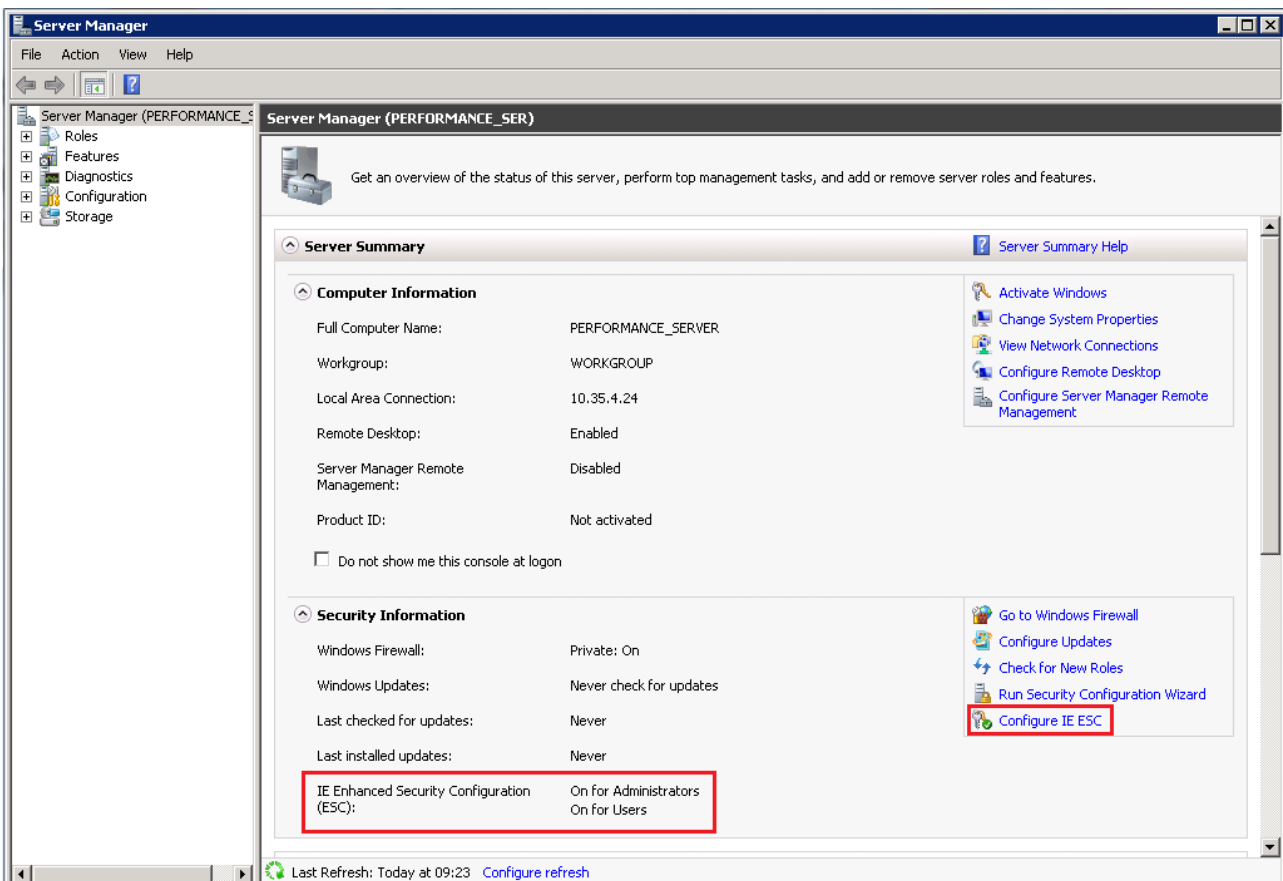 Server Manager
File Action View Help
Server Manager (PERFORMANCE_S
Roles
Features
Diagnostics
Configuration
Storage
Server Manager (PERFORMANCE_SER)
Get an overview of the status of this server, perform top management tasks, and add or remove server roles and features.
Server Summary
Server Summary Help
Computer Information
Full Computer Name: PERFORMANCE_SERVER
Workgroup: WORKGROUP
Local Area Connection: 10.35.4.24
Remote Desktop: Enabled
Server Manager Remote Disabled
Management:
Product ID: Not activated
Do not show me this console at logon
Activate Windows
Change System Properties
View Network Connections
Configure Remote Desktop
Configure Server Manager Remote
Management
Security Information
Windows Firewall: Private: On
Windows Updates: Never check for updates
Last checked for updates: Never
Last installed updates: Never
IE Enhanced Security Configuration On for Administrators
(ESC): On for Users
Go to Windows Firewall
Configure Updates
Check for New Roles
Run Security Configuration Wizard
Configure IE ESC
Last Refresh: Today at 09:23 Configure refresh